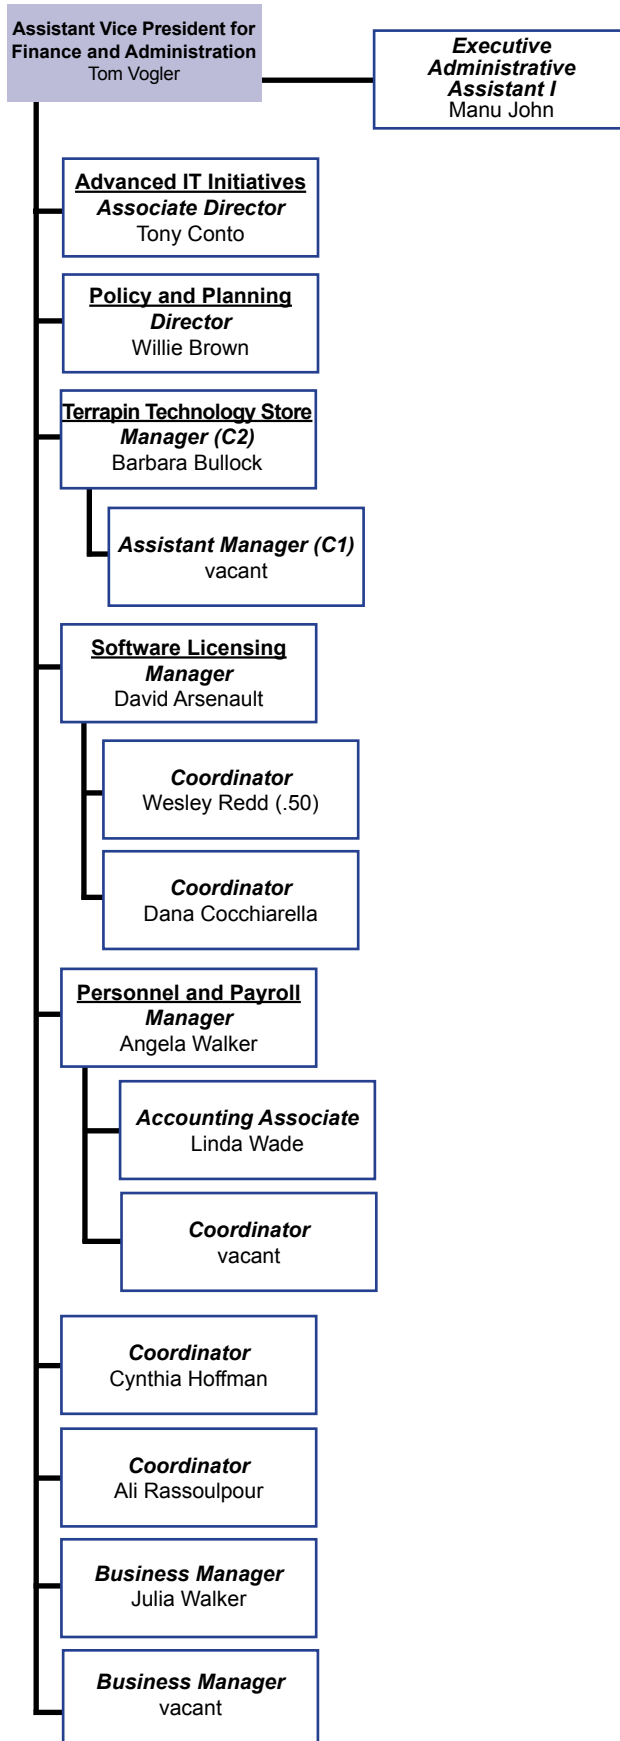 Assistant Vice President for
Finance and Administration
Tom Vogler
Executive
Administrative
Assistant I
Manu John
Advanced IT Initiatives
Associate Director
Tony Conto
Policy and Planning
Director
Willie Brown
Terrapin Technology Store
Manager (C2)
Barbara Bullock
Assistant Manager (C1)
vacant
Software Licensing
Manager
David Arsenault
Coordinator
Wesley Redd (.50)
Coordinator
Dana Cocchiarella
Personnel and Payroll
Manager
Angela Walker
Accounting Associate
Linda Wade
Coordinator
vacant
Coordinator
Cynthia Hoffman
Coordinator
Ali Rassoulpour
Business Manager
Julia Walker
Business Manager
vacant